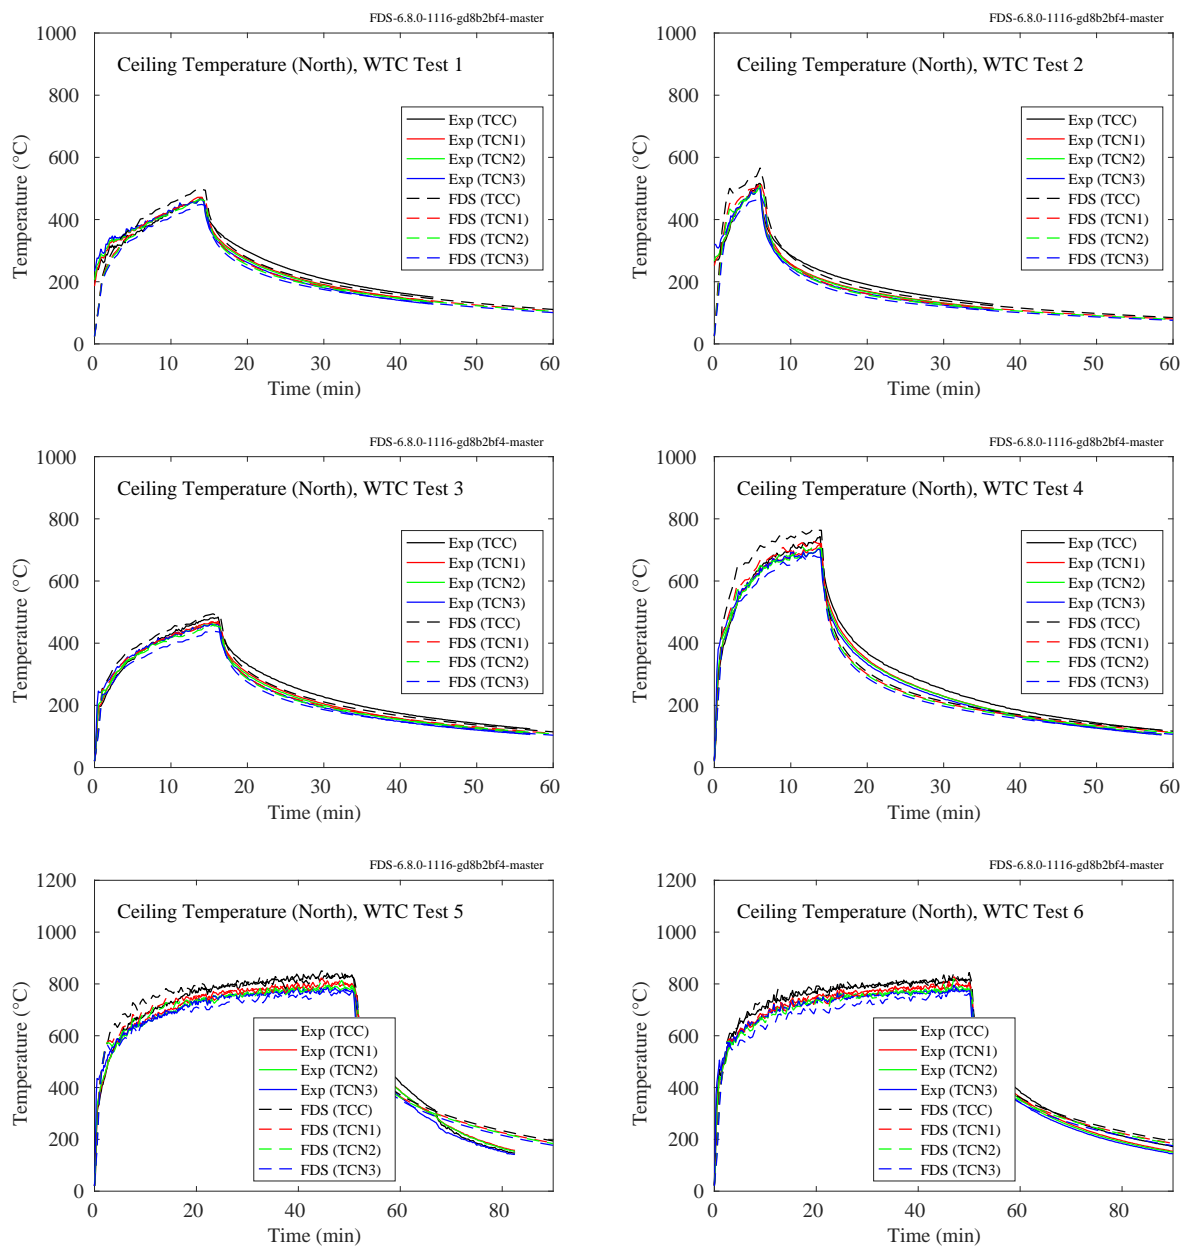 FDS-6.8.0-1116-gd8b2bf4-master
Ceiling Temperature (North), WTC Test 1
Temperature (°C)
1000
800
600
400
200
0
Exp (TCC)
Exp (TCN1)
Exp (TCN2)
Exp (TCN3)
FDS (TCC)
FDS (TCN1)
FDS (TCN2)
FDS (TCN3)
0 10 20 30 40 50 60
Time (min)
FDS-6.8.0-1116-gd8b2bf4-master
Ceiling Temperature (North), WTC Test 2
Temperature (°C)
1000
800
600
400
200
0
Exp (TCC)
Exp (TCN1)
Exp (TCN2)
Exp (TCN3)
FDS (TCC)
FDS (TCN1)
FDS (TCN2)
FDS (TCN3)
0 10 20 30 40 50 60
Time (min)
FDS-6.8.0-1116-gd8b2bf4-master
Ceiling Temperature (North), WTC Test 3
Temperature (°C)
1000
800
600
400
200
0
Exp (TCC)
Exp (TCN1)
Exp (TCN2)
Exp (TCN3)
FDS (TCC)
FDS (TCN1)
FDS (TCN2)
FDS (TCN3)
0 10 20 30 40 50 60
Time (min)
FDS-6.8.0-1116-gd8b2bf4-master
Ceiling Temperature (North), WTC Test 4
Temperature (°C)
1000
800
600
400
200
0
Exp (TCC)
Exp (TCN1)
Exp (TCN2)
Exp (TCN3)
FDS (TCC)
FDS (TCN1)
FDS (TCN2)
FDS (TCN3)
0 10 20 30 40 50 60
Time (min)
FDS-6.8.0-1116-gd8b2bf4-master
Ceiling Temperature (North), WTC Test 5
Temperature (°C)
1200
1000
800
600
400
200
0
Exp (TCC)
Exp (TCN1)
Exp (TCN2)
Exp (TCN3)
FDS (TCC)
FDS (TCN1)
FDS (TCN2)
FDS (TCN3)
0 20 40 60 80
Time (min)
FDS-6.8.0-1116-gd8b2bf4-master
Ceiling Temperature (North), WTC Test 6
Temperature (°C)
1200
1000
800
600
400
200
0
Exp (TCC)
Exp (TCN1)
Exp (TCN2)
Exp (TCN3)
FDS (TCC)
FDS (TCN1)
FDS (TCN2)
FDS (TCN3)
0 20 40 60 80
Time (min)